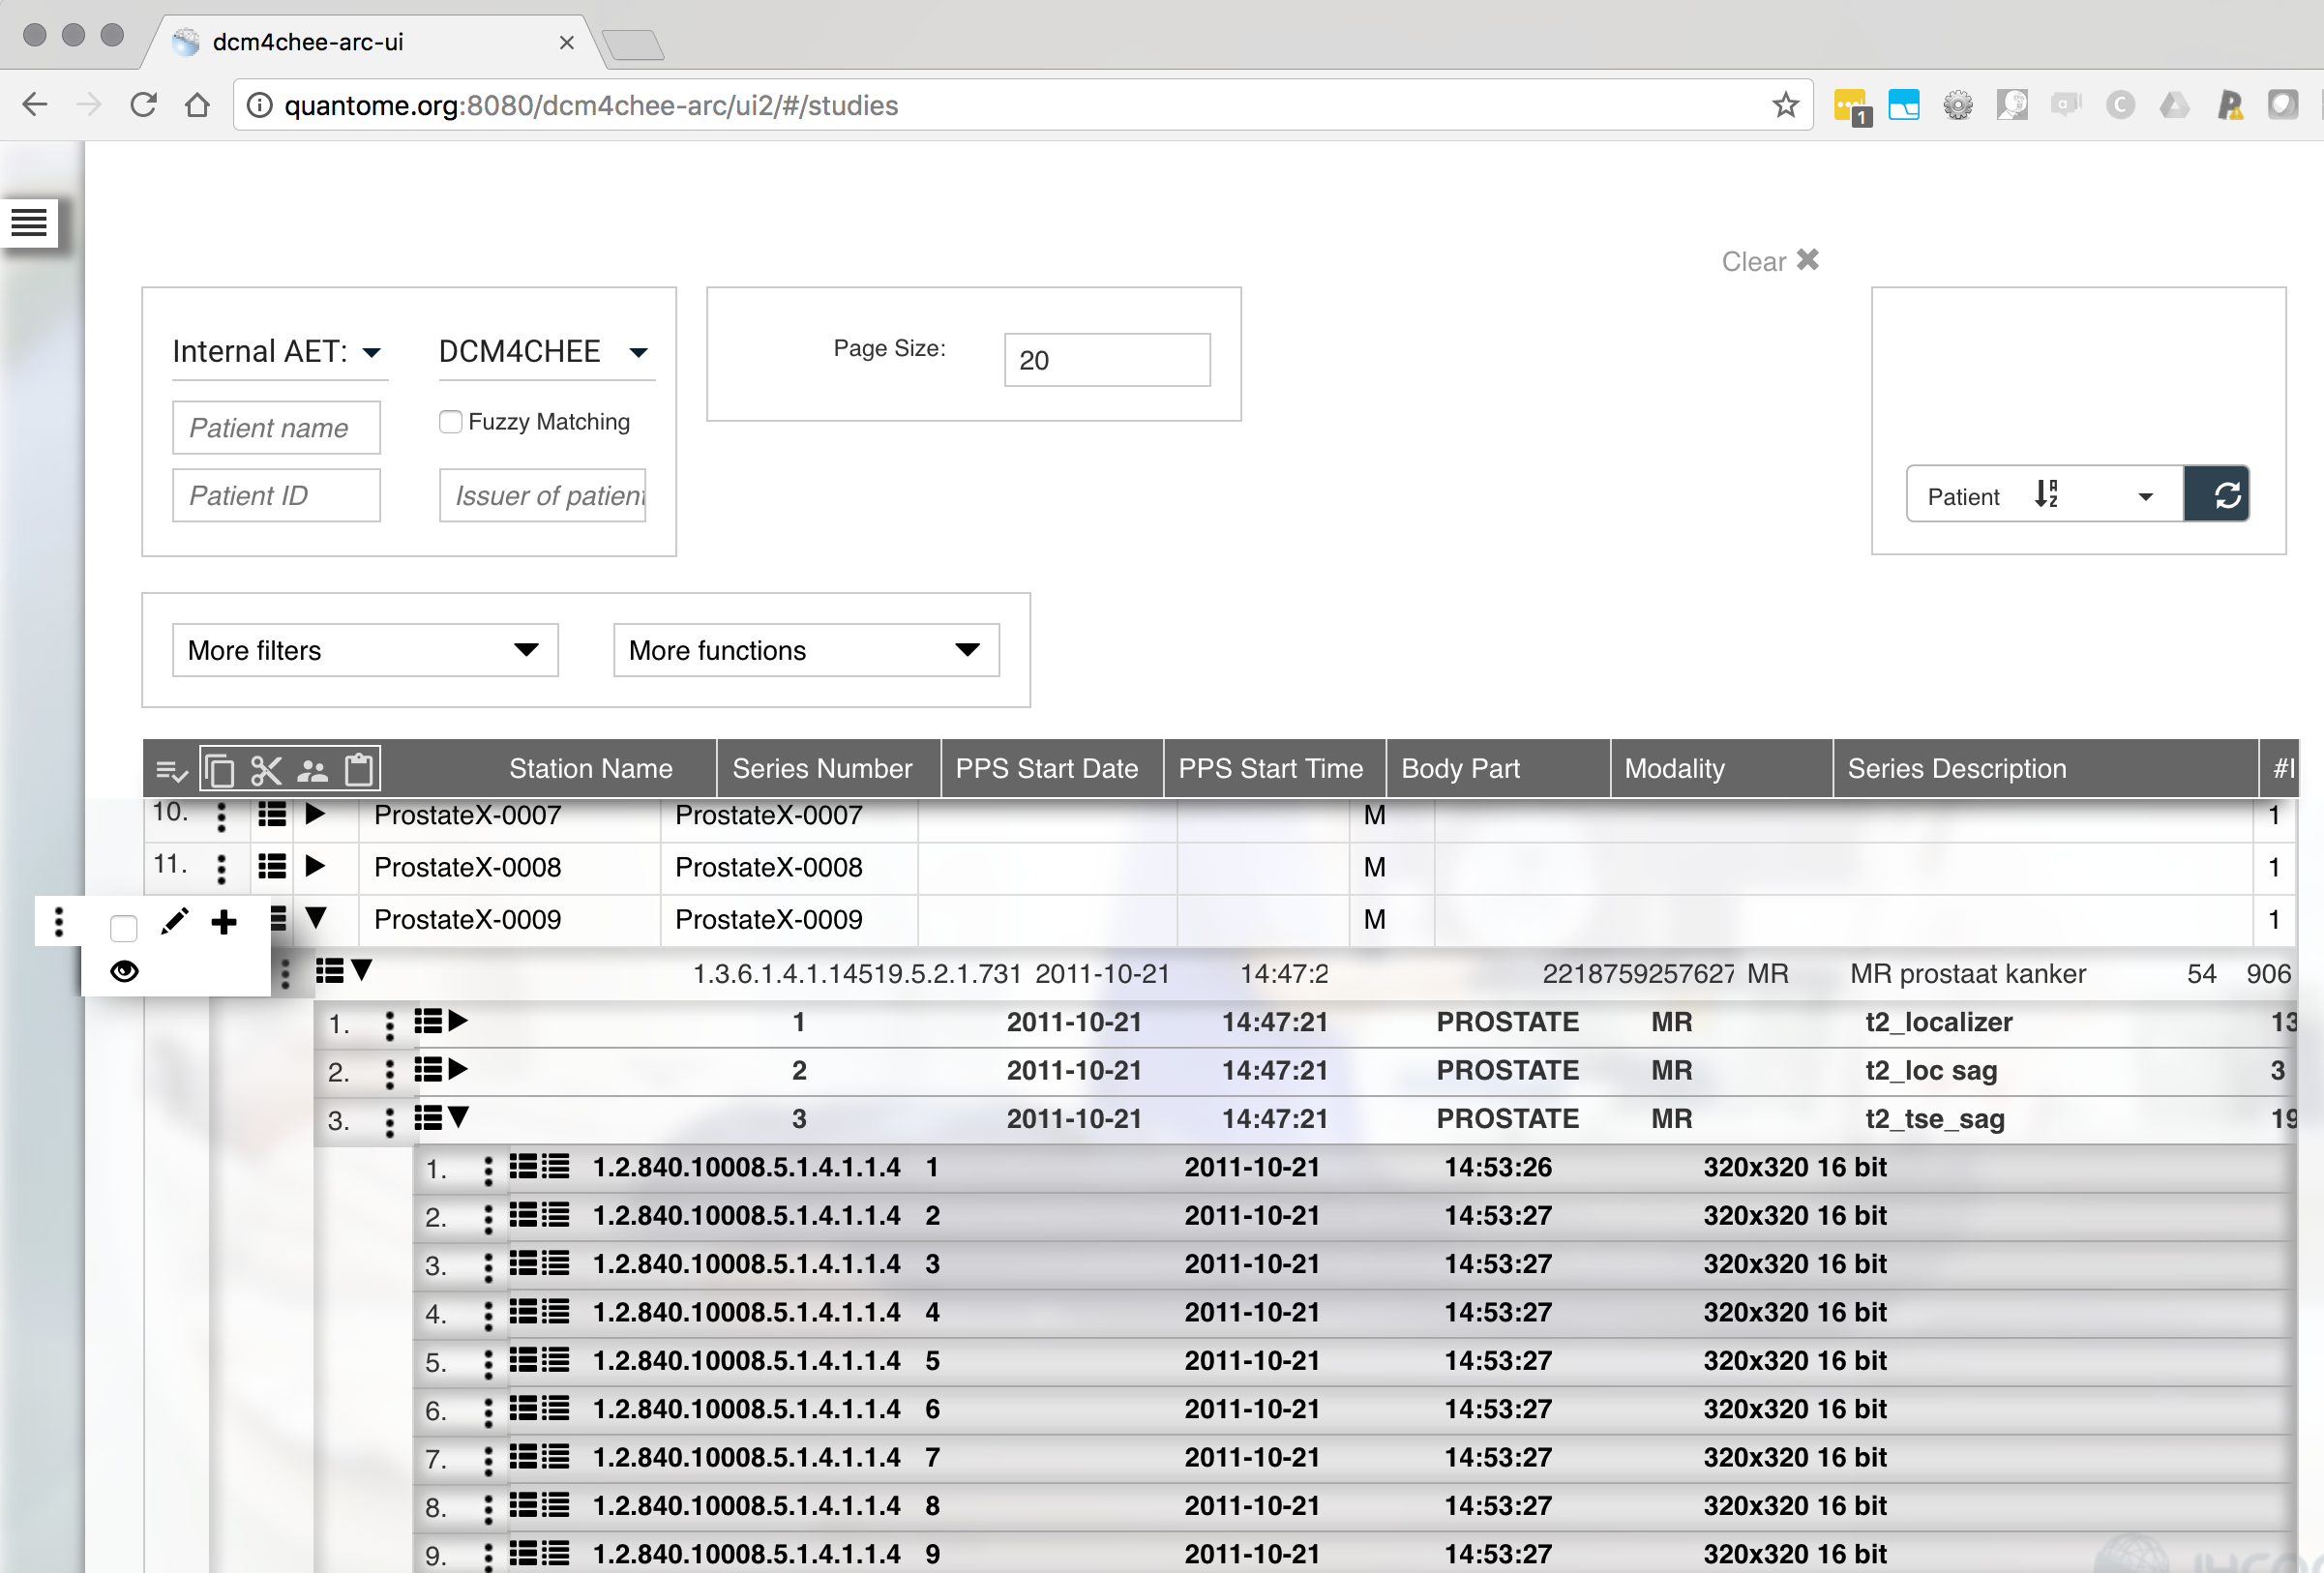 dcm4chee-arc-ui
quantome.org:8080/dcm4chee-arc/ui2/#/studies
1
Clear
Internal AET: DCM4CHEE
Page Size: 20
Patient name
Fuzzy Matching
Patient ID
Issuer of patient
Patient
More filters
More functions
Station Name Series Number PPS Start Date PPS Start Time Body Part Modality Series Description #I
10. ProstateX-0007 ProstateX-0007 M 1
11. ProstateX-0008 ProstateX-0008 M 1
ProstateX-0009 ProstateX-0009 M 1
1.3.6.1.4.1.14519.5.2.1.731 2011-10-21 14:47:2 2218759257627 MR MR prostaat kanker 54 906
1. 1 2011-10-21 14:47:21 PROSTATE MR t2_localizer 13
2. 2 2011-10-21 14:47:21 PROSTATE MR t2_loc sag 3
3. 3 2011-10-21 14:47:21 PROSTATE MR t2_tse_sag 19
1. 1.2.840.10008.5.1.4.1.1.4 1 2011-10-21 14:53:26 320x320 16 bit
2. 1.2.840.10008.5.1.4.1.1.4 2 2011-10-21 14:53:27 320x320 16 bit
3. 1.2.840.10008.5.1.4.1.1.4 3 2011-10-21 14:53:27 320x320 16 bit
4. 1.2.840.10008.5.1.4.1.1.4 4 2011-10-21 14:53:27 320x320 16 bit
5. 1.2.840.10008.5.1.4.1.1.4 5 2011-10-21 14:53:27 320x320 16 bit
6. 1.2.840.10008.5.1.4.1.1.4 6 2011-10-21 14:53:27 320x320 16 bit
7. 1.2.840.10008.5.1.4.1.1.4 7 2011-10-21 14:53:27 320x320 16 bit
8. 1.2.840.10008.5.1.4.1.1.4 8 2011-10-21 14:53:27 320x320 16 bit
9. 1.2.840.10008.5.1.4.1.1.4 9 2011-10-21 14:53:27 320x320 16 bit